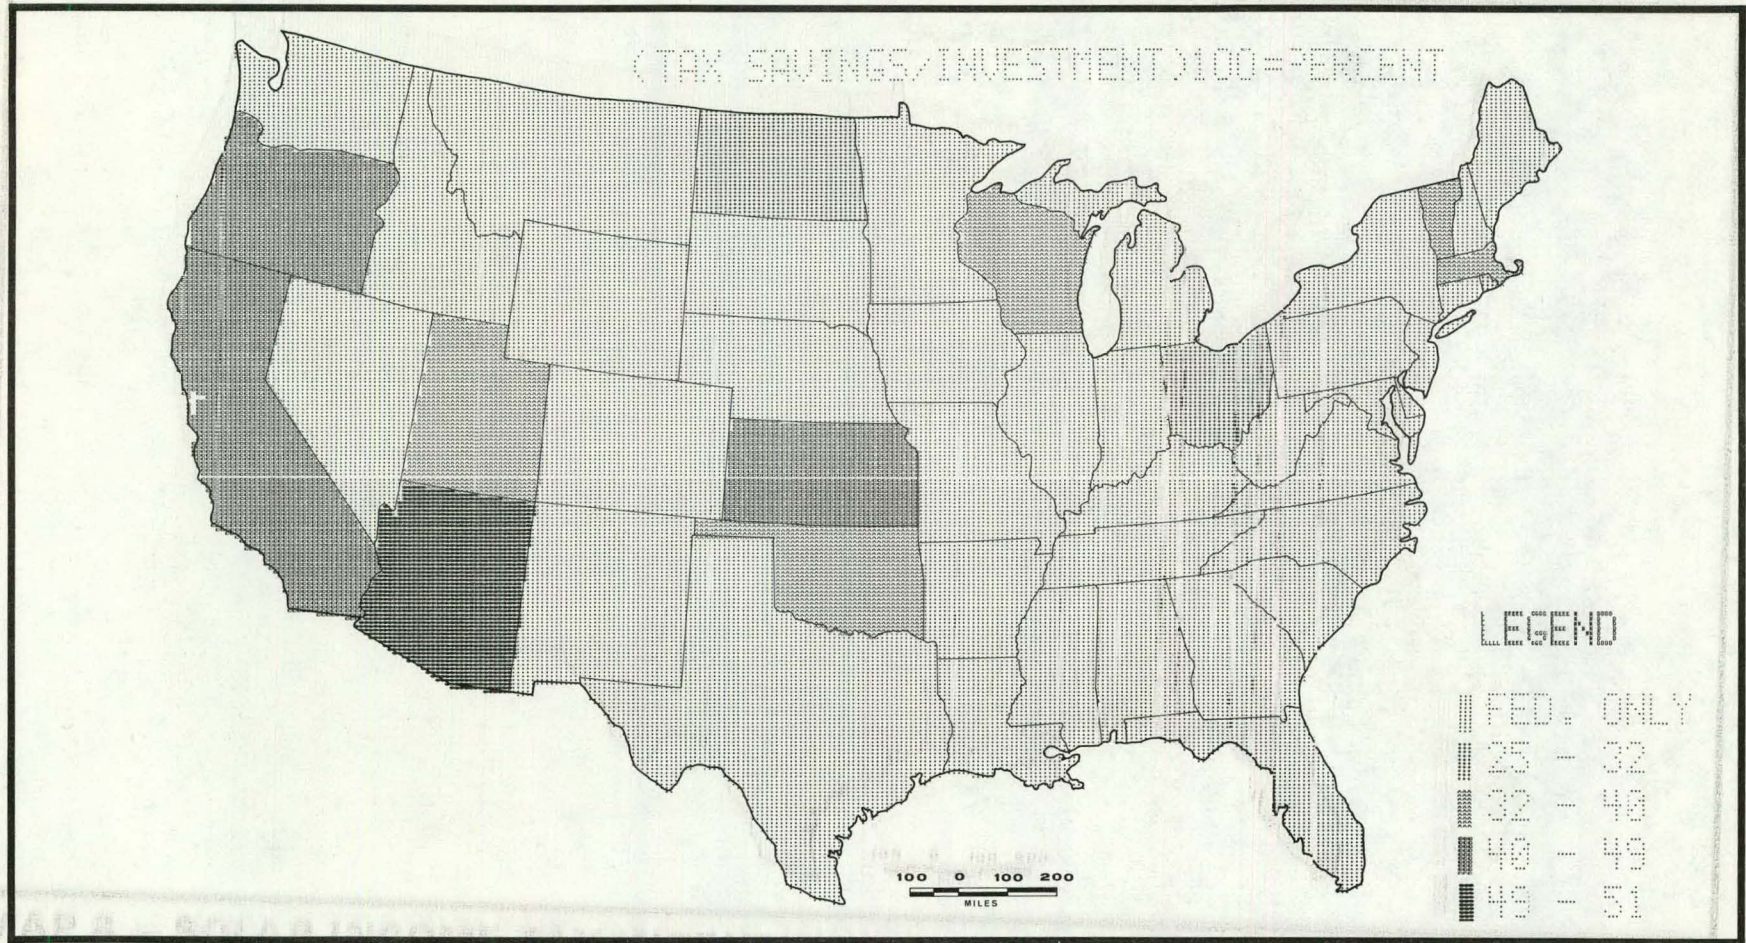 (TAX SAVINGS/INVESTMENT)100=PERCENT
LEGEND
FED. ONLY
25 - 32
32 - 40
40 - 49
49 - 51
100 0 100 200
MILES